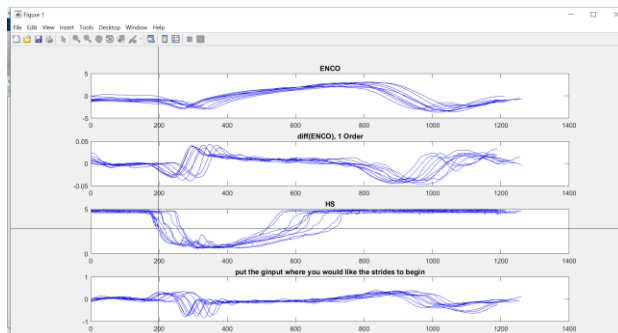 Figure 1
File Edit View Insert Tools Desktop Window Help
ENCO
5
0
-5
0 200 400 600 800 1000 1200 1400
diff(ENCO), 1 Order
0.05
0
-0.05
0 200 400 600 800 1000 1200 1400
HS
5
0
0 200 400 600 800 1000 1200 1400
put the ginput where you would like the strides to begin
1
0
-1
0 200 400 600 800 1000 1200 1400